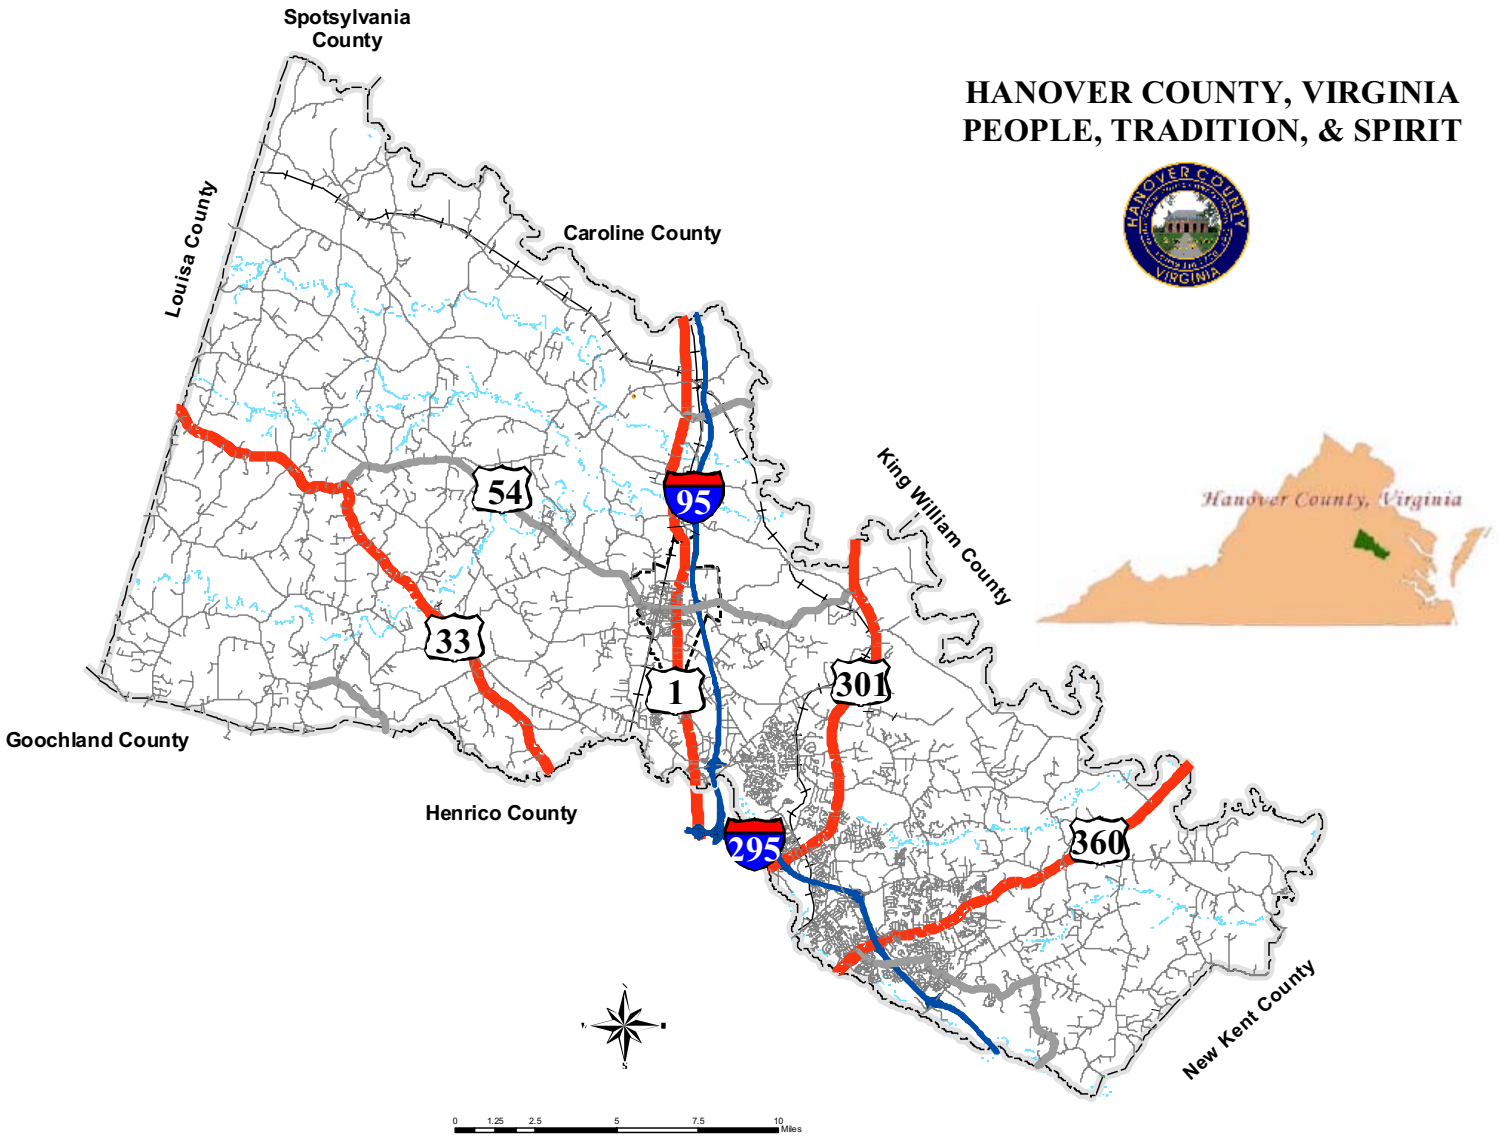 Spotsylvania
County
HANOVER COUNTY, VIRGINIA
PEOPLE, TRADITION, & SPIRIT
HANOVER COUNTY
VIRGINIA
Louisa County
Caroline County
King William County
Hanover County, Virginia
54
95
33
1
301
Goochland County
Henrico County
295
360
New Kent County
S
0 1.25 2.5 5 7.5 10
Miles